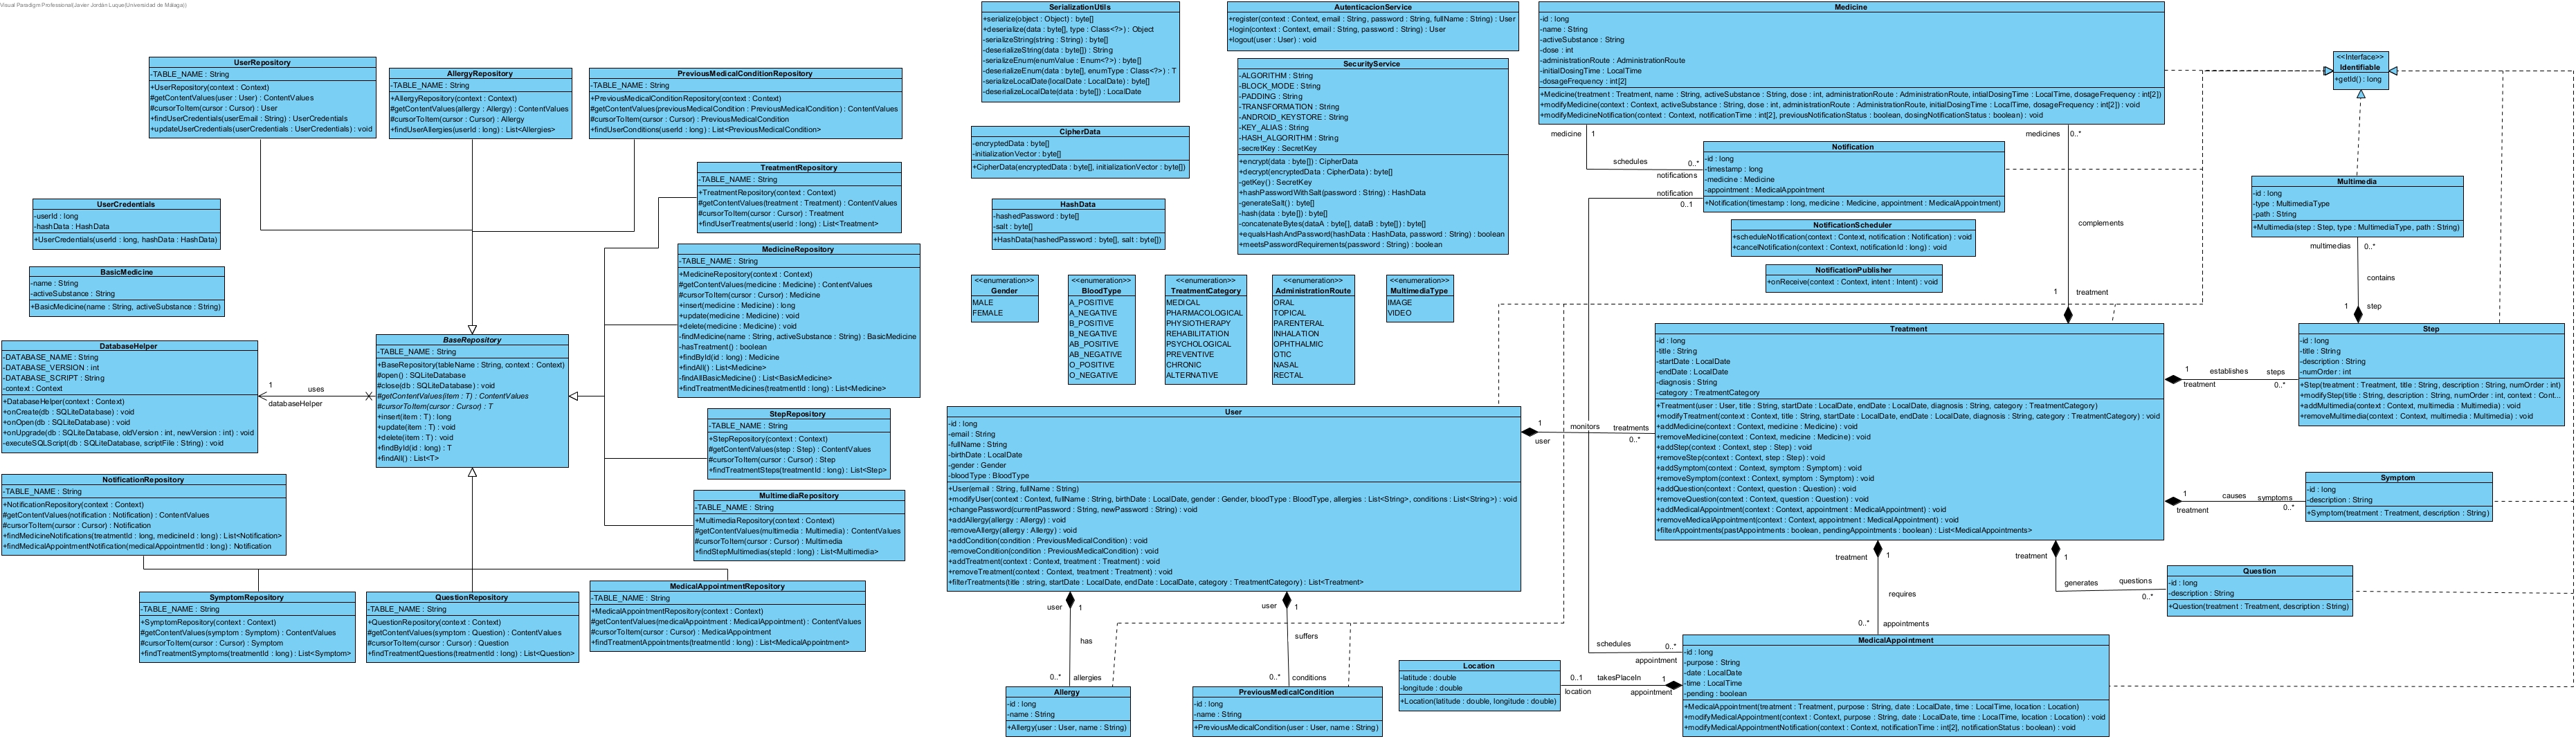 Visual Paradigm Professional(Javier Jordán Luque(Universidad de Málaga))
UserRepository
-TABLE_NAME : String
+UserRepository(context : Context)
#getContentValues(user : User) : ContentValues
#cursorToItem(cursor : Cursor) : User
+findUserCredentials(userEmail : String) : UserCredentials
+updateUserCredentials(userCredentials : UserCredentials) : void
AllergyRepository
-TABLE_NAME : String
+AllergyRepository(context : Context)
#getContentValues(allergy : Allergy) : ContentValues
#cursorToItem(cursor : Cursor) : Allergy
+findUserAllergies(userId : long) : List<Allergies>
PreviousMedicalConditionRepository
-TABLE_NAME : String
+PreviousMedicalConditionRepository(context : Context)
#getContentValues(previousMedicalCondition : PreviousMedicalCondition) : ContentValues
#cursorToItem(cursor : Cursor) : PreviousMedicalCondition
+findUserConditions(userId : long) : List<PreviousMedicalCondition>
TreatmentRepository
-TABLE_NAME : String
+TreatmentRepository(context : Context)
#getContentValues(treatment : Treatment) : ContentValues
#cursorToItem(cursor : Cursor) : Treatment
+findUserTreatments(userId : long) : List<Treatment>
UserCredentials
-userId : long
-hashData : HashData
+UserCredentials(userId : long, hashData : HashData)
BasicMedicine
-name : String
-activeSubstance : String
+BasicMedicine(name : String, activeSubstance : String)
MedicineRepository
-TABLE_NAME : String
+MedicineRepository(context : Context)
#getContentValues(medicine : Medicine) : ContentValues
#cursorToItem(cursor : Cursor) : Medicine
+insert(medicine : Medicine) : long
+update(medicine : Medicine) : void
+delete(medicine : Medicine) : void
-findMedicine(name : String, activeSubstance : String) : BasicMedicine
-hasTreatment() : boolean
+findById(id : long) : Medicine
+findAll() : List<Medicine>
-findAllBasicMedicine() : List<BasicMedicine>
+findTreatmentMedicines(treatmentId : long) : List<Medicine>
DatabaseHelper
-DATABASE_NAME : String
-DATABASE_VERSION : int
-DATABASE_SCRIPT : String
-context : Context
+DatabaseHelper(context : Context)
+onCreate(db : SQLiteDatabase) : void
+onOpen(db : SQLiteDatabase) : void
+onUpgrade(db : SQLiteDatabase, oldVersion : int, newVersion : int) : void
-executeSQLScript(db : SQLiteDatabase, scriptFile : String) : void
1
uses
databaseHelper
BaseRepository
-TABLE_NAME : String
+BaseRepository(tableName : String, context : Context)
#open() : SQLiteDatabase
#close(db : SQLiteDatabase) : void
#getContentValues(item : T) : ContentValues
#cursorToItem(cursor : Cursor) : T
+insert(item : T) : long
+update(item : T) : void
+delete(item : T) : void
+findById(id : long) : T
+findAll() : List<T>
StepRepository
-TABLE_NAME : String
+StepRepository(context : Context)
#getContentValues(step : Step) : ContentValues
#cursorToItem(cursor : Cursor) : Step
+findTreatmentSteps(treatmentId : long) : List<Step>
MultimediaRepository
-TABLE_NAME : String
+MultimediaRepository(context : Context)
#getContentValues(multimedia : Multimedia) : ContentValues
#cursorToItem(cursor : Cursor) : Multimedia
+findStepMultimedias(stepId : long) : List<Multimedia>
NotificationRepository
-TABLE_NAME : String
+NotificationRepository(context : Context)
#getContentValues(notification : Notification) : ContentValues
#cursorToItem(cursor : Cursor) : Notification
+findMedicineNotifications(treatmentId : long, medicineId : long) : List<Notification>
+findMedicalAppointmentNotification(medicalAppointmentId : long) : Notification
SymptomRepository
-TABLE_NAME : String
+SymptomRepository(context : Context)
#getContentValues(symptom : Symptom) : ContentValues
#cursorToItem(cursor : Cursor) : Symptom
+findTreatmentSymptoms(treatmentId : long) : List<Symptom>
QuestionRepository
-TABLE_NAME : String
+QuestionRepository(context : Context)
#getContentValues(symptom : Question) : ContentValues
#cursorToItem(cursor : Cursor) : Question
+findTreatmentQuestions(treatmentId : long) : List<Question>
MedicalAppointmentRepository
-TABLE_NAME : String
+MedicalAppointmentRepository(context : Context)
#getContentValues(medicalAppointment : MedicalAppointment) : ContentValues
#cursorToItem(cursor : Cursor) : MedicalAppointment
+findTreatmentAppointments(treatmentId : long) : List<MedicalAppointment>
SerializationUtils
+serialize(object : Object) : byte[]
+deserialize(data : byte[], type : Class<?>) : Object
-serializeString(string : String) : byte[]
-deserializeString(data : byte[]) : String
-serializeEnum(enumValue : Enum<?>) : byte[]
-deserializeEnum(data : byte[], enumType : Class<?>) : T
-serializeLocalDate(localDate : LocalDate) : byte[]
-deserializeLocalDate(data : byte[]) : LocalDate
CipherData
-encryptedData : byte[]
-initializationVector : byte[]
+CipherData(encryptedData : byte[], initializationVector : byte[])
HashData
-hashedPassword : byte[]
-salt : byte[]
+HashData(hashedPassword : byte[], salt : byte[])
AutenticacionService
+register(context : Context, email : String, password : String, fullName : String) : User
+login(context : Context, email : String, password : String) : User
+logout(user : User) : void
SecurityService
-ALGORITHM : String
-BLOCK_MODE : String
-PADDING : String
-TRANSFORMATION : String
-ANDROID_KEYSTORE : String
-KEY_ALIAS : String
-HASH_ALGORITHM : String
-secretKey : SecretKey
+encrypt(data : byte[]) : CipherData
+decrypt(encryptedData : CipherData) : byte[]
-getKey() : SecretKey
+hashPasswordWithSalt(password : String) : HashData
-generateSalt() : byte[]
-hash(data : byte[]) : byte[]
-concatenateBytes(dataA : byte[], dataB : byte[]) : byte[]
+equalsHashAndPassword(hashData : HashData, password : String) : boolean
+meetsPasswordRequirements(password : String) : boolean
<<enumeration>>
Gender
MALE
FEMALE
<<enumeration>>
BloodType
A_POSITIVE
A_NEGATIVE
B_POSITIVE
B_NEGATIVE
AB_POSITIVE
AB_NEGATIVE
O_POSITIVE
O_NEGATIVE
<<enumeration>>
TreatmentCategory
MEDICAL
PHARMACOLOGICAL
PHYSIOTHERAPY
REHABILITATION
PSYCHOLOGICAL
PREVENTIVE
CHRONIC
ALTERNATIVE
<<enumeration>>
AdministrationRoute
ORAL
TOPICAL
PARENTERAL
INHALATION
OPHTHALMIC
OTIC
NASAL
RECTAL
<<enumeration>>
MultimediaType
IMAGE
VIDEO
Medicine
-id : long
-name : String
-activeSubstance : String
-dose : int
-administrationRoute : AdministrationRoute
-initialDosingTime : LocalTime
-dosageFrequency : int[2]
+Medicine(treatment : Treatment, name : String, activeSubstance : String, dose : int, administrationRoute : AdministrationRoute, intialDosingTime : LocalTime, dosageFrequency : int[2])
+modifyMedicine(context : Context, activeSubstance : String, dose : int, administrationRoute : AdministrationRoute, initialDosingTime : LocalTime, dosageFrequency : int[2]) : void
+modifyMedicineNotification(context : Context, notificationTime : int[2], previousNotificationStatus : boolean, dosingNotificationStatus : boolean) : void
medicine 1
schedules 0..*
notifications
medicines 0..*
complements
1 treatment
Notification
-id : long
-timestamp : long
-medicine : Medicine
-appointment : MedicalAppointment
+Notification(timestamp : long, medicine : Medicine, appointment : MedicalAppointment)
notification
0..1
NotificationScheduler
+scheduleNotification(context : Context, notification : Notification) : void
+cancelNotification(context : Context, notificationId : long) : void
NotificationPublisher
+onReceive(context : Context, intent : Intent) : void
<<Interface>>
Identifiable
+getId() : long
Multimedia
-id : long
-type : MultimediaType
-path : String
+Multimedia(step : Step, type : MultimediaType, path : String)
multimedias 0..*
contains
1 step
Step
-id : long
-title : String
-description : String
-numOrder : int
+Step(treatment : Treatment, title : String, description : String, numOrder : int)
+modifyStep(title : String, description : String, numOrder : int, context : Cont...
+addMultimedia(context : Context, multimedia : Multimedia) : void
+removeMultimedia(context : Context, multimedia : Multimedia) : void
Treatment
-id : long
-title : String
-startDate : LocalDate
-endDate : LocalDate
-diagnosis : String
-category : TreatmentCategory
+Treatment(user : User, title : String, startDate : LocalDate, endDate : LocalDate, diagnosis : String, category : TreatmentCategory)
+modifyTreatment(context : Context, title : String, startDate : LocalDate, endDate : LocalDate, diagnosis : String, category : TreatmentCategory) : void
+addMedicine(context : Context, medicine : Medicine) : void
+removeMedicine(context : Context, medicine : Medicine) : void
+addStep(context : Context, step : Step) : void
+removeStep(context : Context, step : Step) : void
+addSymptom(context : Context, symptom : Symptom) : void
+removeSymptom(context : Context, symptom : Symptom) : void
+addQuestion(context : Context, question : Question) : void
+removeQuestion(context : Context, question : Question) : void
+addMedicalAppointment(context : Context, appointment : MedicalAppointment) : void
+removeMedicalAppointment(context : Context, appointment : MedicalAppointment) : void
+filterAppointments(pastAppointments : boolean, pendingAppointments : boolean) : List<MedicalAppointments>
1 establishes steps
treatment 0..*
1 causes symptoms
treatment 0..*
Symptom
-id : long
-description : String
+Symptom(treatment : Treatment, description : String)
User
-id : long
-email : String
-fullName : String
-birthDate : LocalDate
-gender : Gender
-bloodType : BloodType
+User(email : String, fullName : String)
+modifyUser(context : Context, fullName : String, birthDate : LocalDate, gender : Gender, bloodType : BloodType, allergies : List<String>, conditions : List<String>) : void
+changePassword(currentPassword : String, newPassword : String) : void
+addAllergy(allergy : Allergy) : void
-removeAllergy(allergy : Allergy) : void
+addCondition(condition : PreviousMedicalCondition) : void
-removeCondition(condition : PreviousMedicalCondition) : void
+addTreatment(context : Context, treatment : Treatment) : void
+removeTreatment(context : Context, treatment : Treatment) : void
+filterTreatments(title : string, startDate : LocalDate, endDate : LocalDate, category : TreatmentCategory) : List<Treatment>
1 monitors treatments
user 0..*
user 1
has
0..* allergies
user 1
suffers
0..* conditions
treatment 1
requires
0..* appointments
treatment 1
generates questions
0..*
Question
-id : long
-description : String
+Question(treatment : Treatment, description : String)
Allergy
-id : long
-name : String
+Allergy(user : User, name : String)
PreviousMedicalCondition
-id : long
-name : String
+PreviousMedicalCondition(user : User, name : String)
Location
-latitude : double
-longitude : double
+Location(latitude : double, longitude : double)
schedules 0..*
appointment
0..1 takesPlaceIn 1
location appointment
MedicalAppointment
-id : long
-purpose : String
-date : LocalDate
-time : LocalTime
-pending : boolean
+MedicalAppointment(treatment : Treatment, purpose : String, date : LocalDate, time : LocalTime, location : Location)
+modifyMedicalAppointment(context : Context, purpose : String, date : LocalDate, time : LocalTime, location : Location) : void
+modifyMedicalAppointmentNotification(context : Context, notificationTime : int[2], notificationStatus : boolean) : void